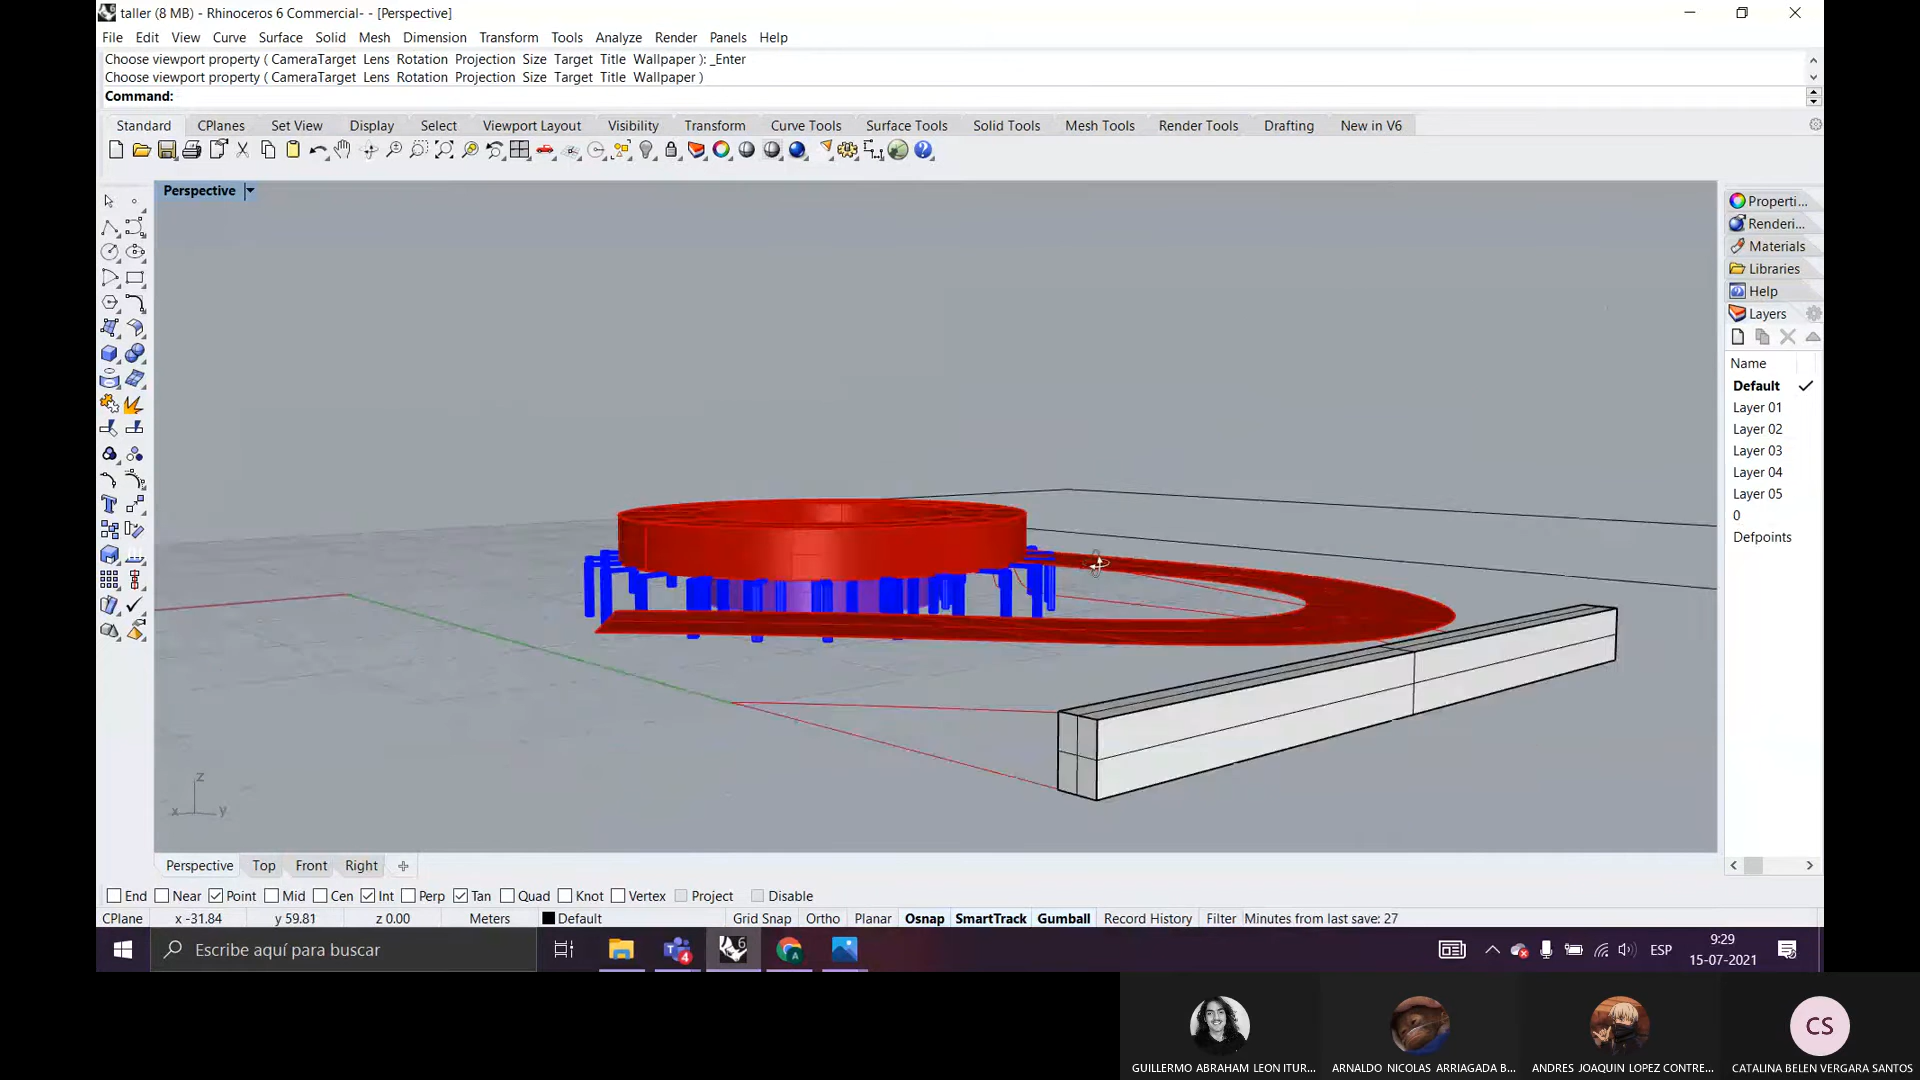 taller (8 MB) - Rhinoceros 6 Commercial- - [Perspective]
File Edit View Curve Surface Solid Mesh Dimension Transform Tools Analyze Render Panels Help
Choose viewport property ( CameraTarget Lens Rotation Projection Size Target Title Wallpaper ): _Enter
Choose viewport property ( CameraTarget Lens Rotation Projection Size Target Title Wallpaper )
Command:
Standard CPlanes Set View Display Select Viewport Layout Visibility Transform Curve Tools Surface Tools Solid Tools Mesh Tools Render Tools Drafting New in V6
Perspective
Properti...
Renderi...
Materials
Libraries
Help
Layers
Name
Default
Layer 01
Layer 02
Layer 03
Layer 04
Layer 05
0
Defpoints
z
x y
Perspective Top Front Right
End Near Point Mid Cen Int Perp Tan Quad Knot Vertex Project Disable
CPlane x -31.84 y 59.81 z 0.00 Meters Default Grid Snap Ortho Planar Osnap SmartTrack Gumball Record History Filter Minutes from last save: 27
Escribe aquí para buscar
4
6
A
ESP
9:29
15-07-2021
CS
GUILLERMO ABRAHAM LEON ITUR... ARNALDO NICOLAS ARRIAGADA B... ANDRES JOAQUIN LOPEZ CONTRE... CATALINA BELEN VERGARA SANTOS